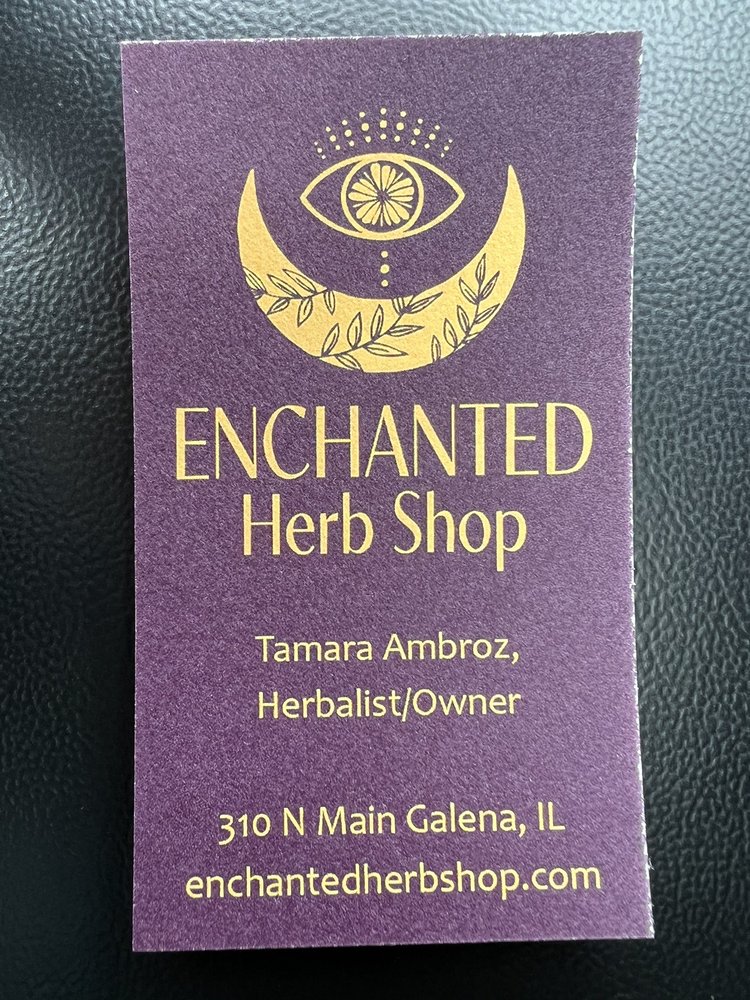 ENCHANTED
Herb Shop
Tamara Ambroz,
Herbalist/Owner
310 N Main Galena, IL
enchantedherbshop.com